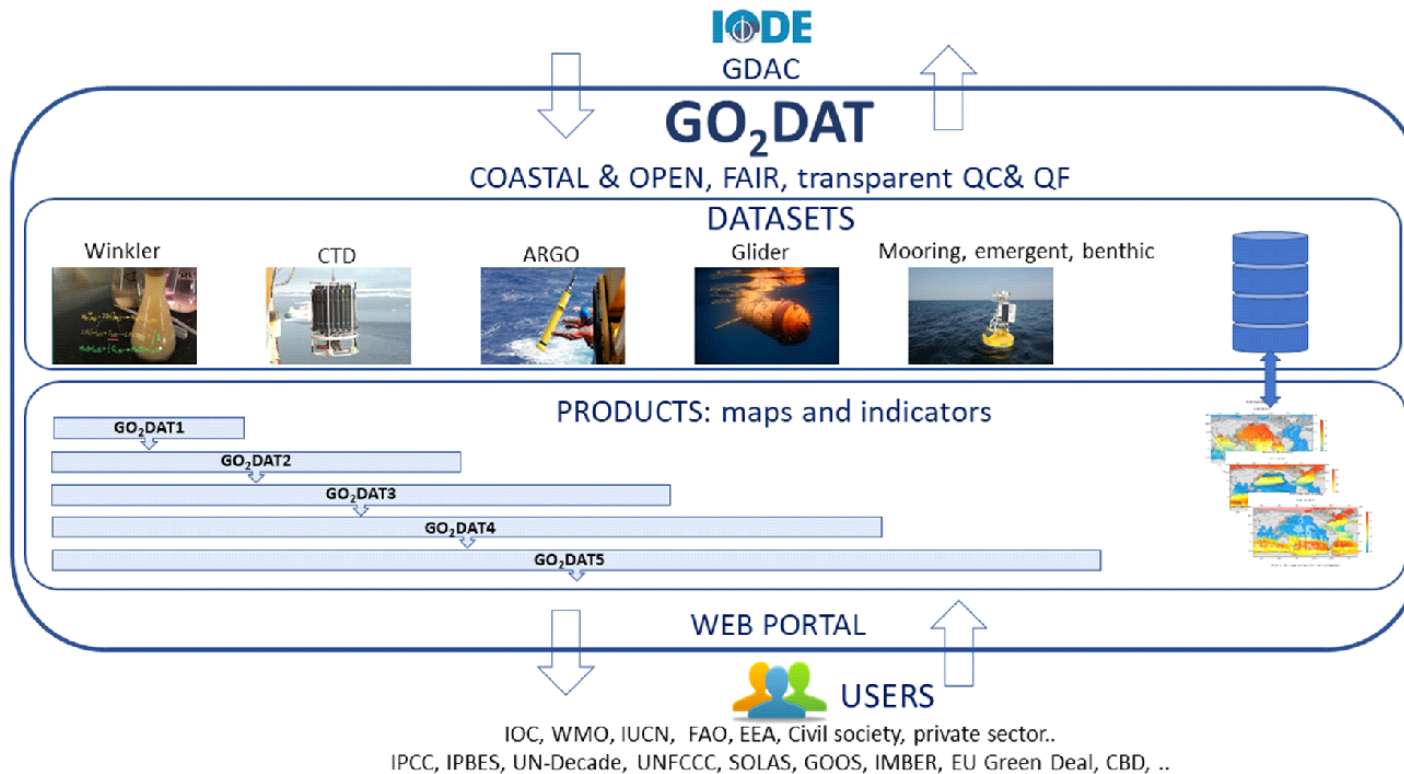 IODE
GDAC
GO₂DAT
COASTAL & OPEN, FAIR, transparent QC& QF
DATASETS
Winkler
CTD
ARGO
Glider
Mooring, emergent, benthic
PRODUCTS: maps and indicators
GO₂DAT1
GO₂DAT2
GO₂DAT3
GO₂DAT4
GO₂DAT5
WEB PORTAL
USERS
IOC, WMO, IUCN, FAO, EEA, Civil society, private sector..
IPCC, IPBES, UN-Decade, UNFCCC, SOLAS, GOOS, IMBER, EU Green Deal, CBD, ..